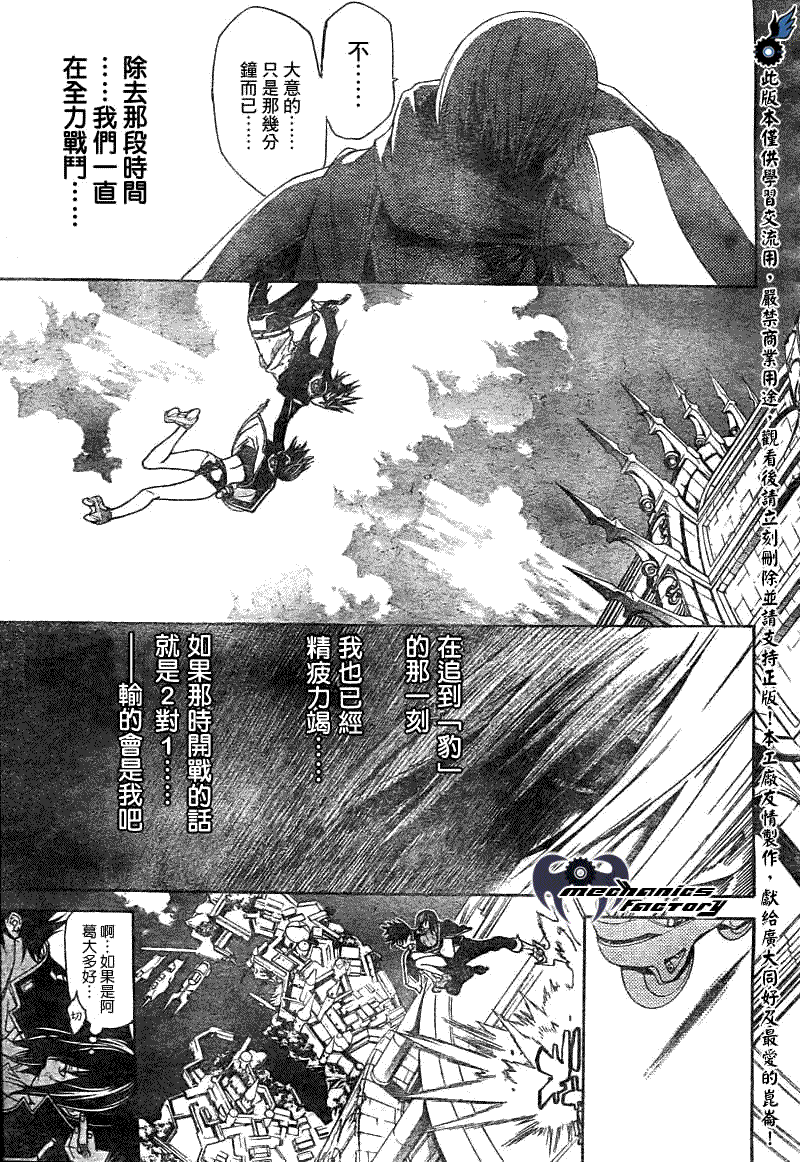 不……
大意的……
只是那幾分
鐘而已…
除去那段時間
……我們一直
在全力戰鬥……
在追到「豹」
的那一刻
我也已經
精疲力竭……
如果那時開戰的話
就是2對1……
——輸的會是我吧
啊…如果是阿
葛大多好…
切
mechanics
Factory
此版本僅供學習交流用，嚴禁商業用途，觀看後請立刻刪除並請支持正版！本工廠友情製作，獻給廣大同好及最愛的崑崙！